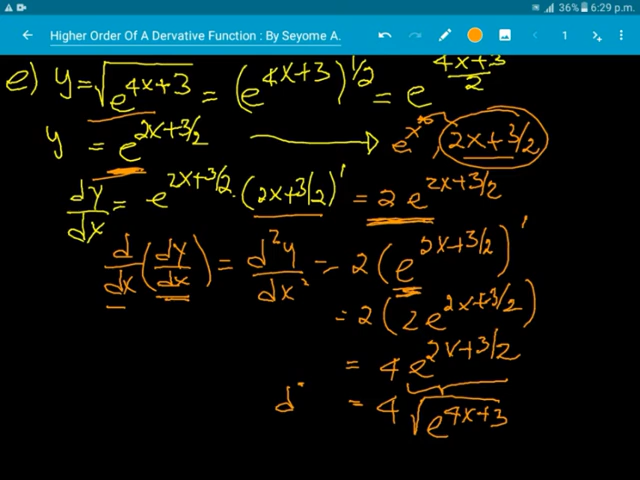 36% 6:29 p.m.
Higher Order Of A Dervative Function : By Seyome A. 1
e) y = √(e^(4x+3)) = (e^(4x+3))^(1/2) = e^((4x+3)/2)
y = e^(2x+3/2) → e^x, 2x+3/2
dy/dx = e^(2x+3/2) · (2x+3/2)' = 2e^(2x+3/2)
d/dx (dy/dx) = d²y/dx² = 2(e^(2x+3/2))'
= 2(2e^(2x+3/2))
= 4e^(2x+3/2)
d = 4√(e^(4x+3))